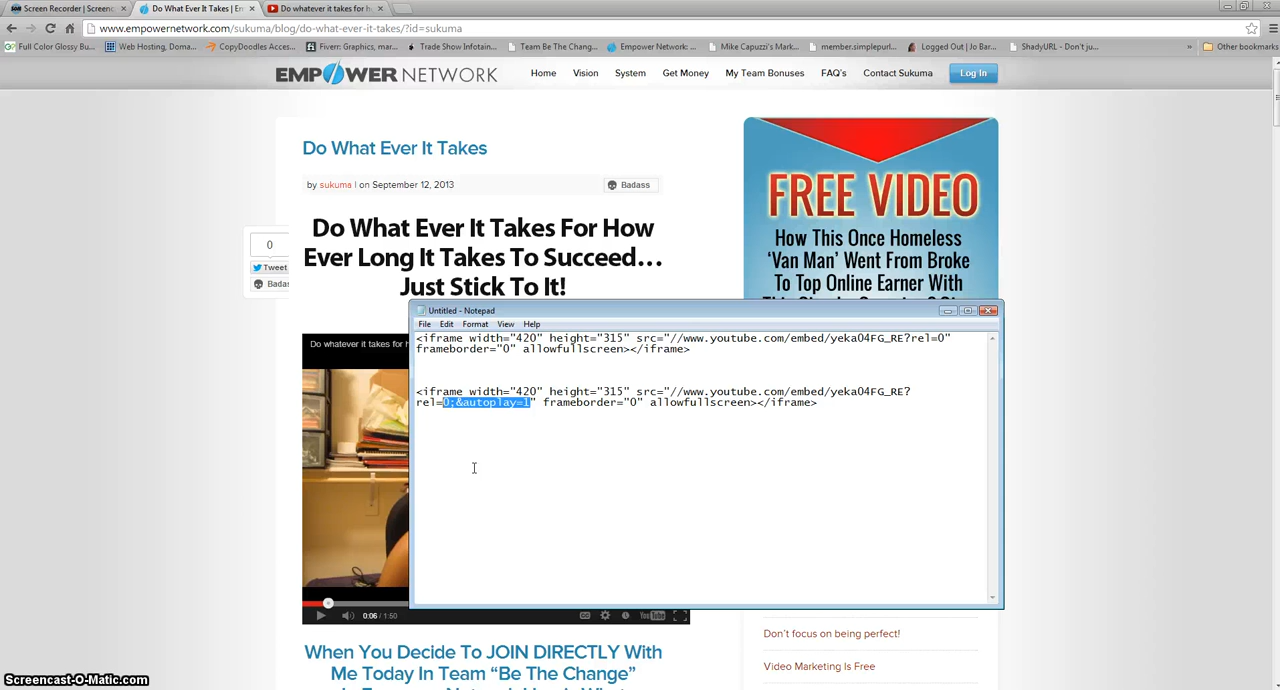 Screen Recorder | Screenc...
Do What Ever It Takes | Em
Do whatever it takes for h
www.empowernetwork.com/sukuma/blog/do-what-ever-it-takes/?id=sukuma
Full Color Glossy Bu...
Web Hosting, Doma...
CopyDoodles Acces...
Fiverr: Graphics, mar...
Trade Show Infotain...
Team Be The Chang...
Empower Network: ...
Mike Capuzzi's Mark...
member.simplepurl...
Logged Out | Jo Bar...
ShadyURL - Don't ju...
»
Other bookmarks
EMPOWER NETWORK
Home
Vision
System
Get Money
My Team Bonuses
FAQ's
Contact Sukuma
Log In
Do What Ever It Takes
by sukuma l on September 12, 2013
Badass
Do What Ever It Takes For How
Ever Long It Takes To Succeed...
Just Stick To It!
0
Tweet
Badas
FREE VIDEO
How This Once Homeless
'Van Man' Went From Broke
To Top Online Earner With
Untitled - Notepad
File Edit Format View Help
<iframe width="420" height="315" src="//www.youtube.com/embed/yeka04FG_RE?rel=0"
frameborder="0" allowfullscreen></iframe>
<iframe width="420" height="315" src="//www.youtube.com/embed/yeka04FG_RE?
rel=0;&autoplay=1" frameborder="0" allowfullscreen></iframe>
Do whatever it takes for h
0:06 / 1:50
YouTube
When You Decide To JOIN DIRECTLY With
Me Today In Team “Be The Change”
Don't focus on being perfect!
Video Marketing Is Free
Screencast-O-Matic.com